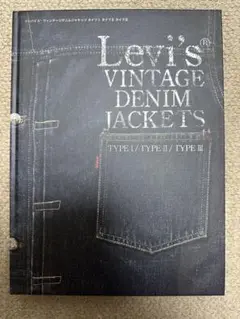 Levi's®
VINTAGE
DENIM
JACKETS
TYPE I / TYPE II / TYPE III